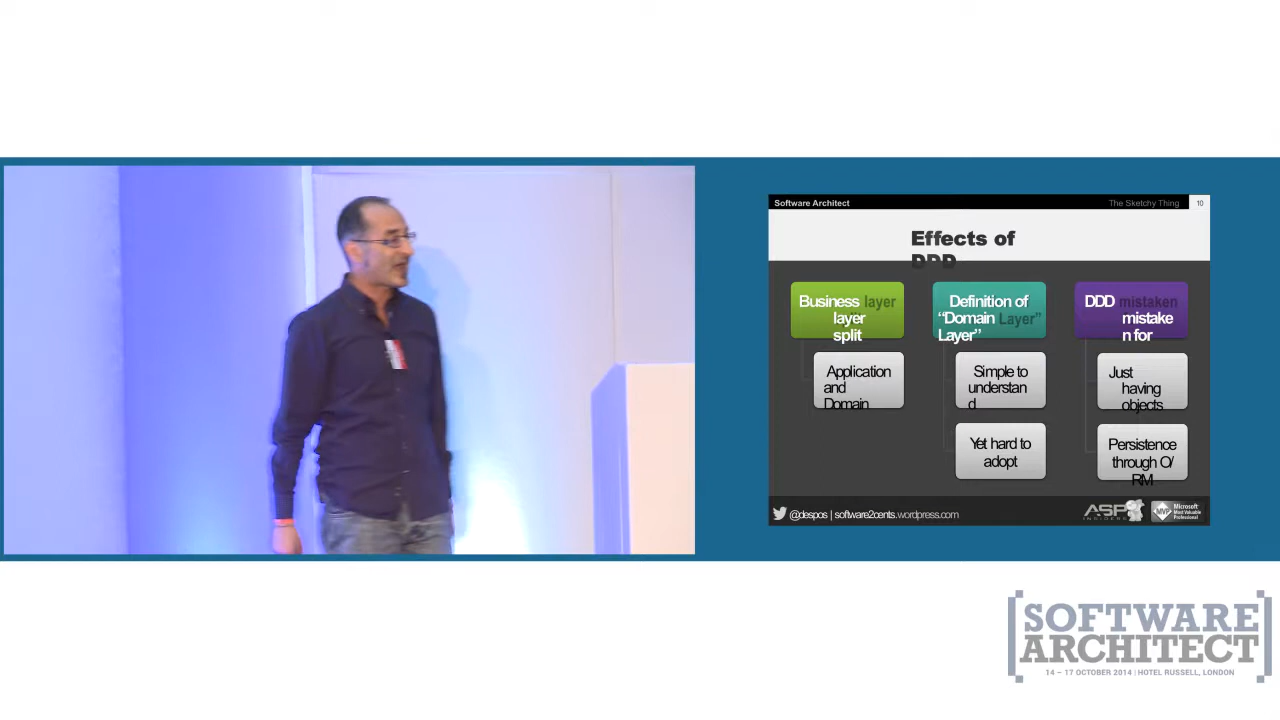 Software Architect
The Sketchy Thing
10
Effects of
DDD
Business layer
layer
split
Application
and
Domain
Definition of
“Domain Layer”
Layer”
Simple to
understan
d
Yet hard to
adopt
DDD mistaken
mistake
n for
Just
having
objects
Persistence
through O/
RM
@despos | software2cents.wordpress.com
ASP
INSIDERS
MVP
Microsoft
Most Valuable
Professional
[SOFTWARE
ARCHITECT]
14 – 17 OCTOBER 2014 | HOTEL RUSSELL, LONDON